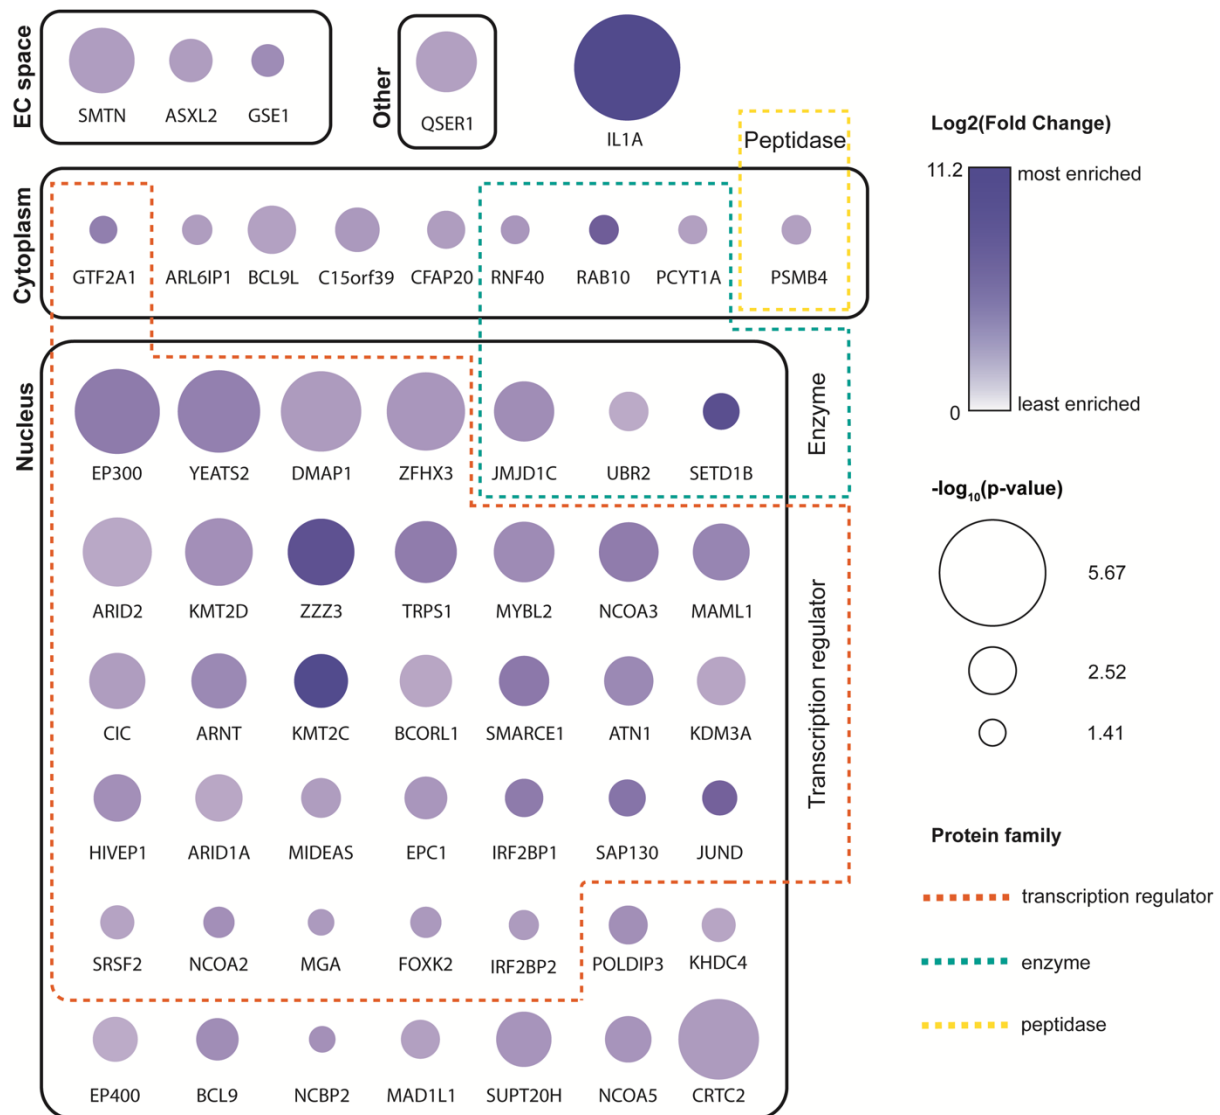 EC space
SMTN ASXL2 GSE1
Other
QSER1
IL1A
Peptidase
Cytoplasm
GTF2A1 ARL6IP1 BCL9L C15orf39 CFAP20 RNF40 RAB10 PCYT1A PSMB4
Nucleus
Enzyme
EP300 YEATS2 DMAP1 ZFHX3 JMJD1C UBR2 SETD1B
ARID2 KMT2D ZZZ3 TRPS1 MYBL2 NCOA3 MAML1
Transcription regulator
CIC ARNT KMT2C BCORL1 SMARCE1 ATN1 KDM3A
HIVEP1 ARID1A MIDEAS EPC1 IRF2BP1 SAP130 JUND
SRSF2 NCOA2 MGA FOXK2 IRF2BP2 POLDIP3 KHDC4
EP400 BCL9 NCBP2 MAD1L1 SUPT20H NCOA5 CRTC2
Log2(Fold Change)
11.2 most enriched
0 least enriched
-log10(p-value)
5.67
2.52
1.41
Protein family
transcription regulator
enzyme
peptidase